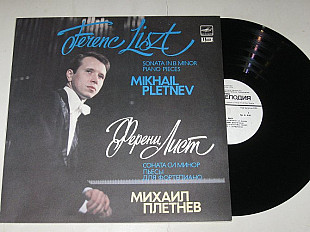 Ferenc Liszt
SONATA IN B MINOR
PIANO PIECES
MIKHAIL
PLETNEV
Ференц Лист
СОНАТА СИ МИНОР
ПЬЕСЫ
ДЛЯ ФОРТЕПИАНО
МИХАИЛ
ПЛЕТНЕВ
МЕЛОДИЯ